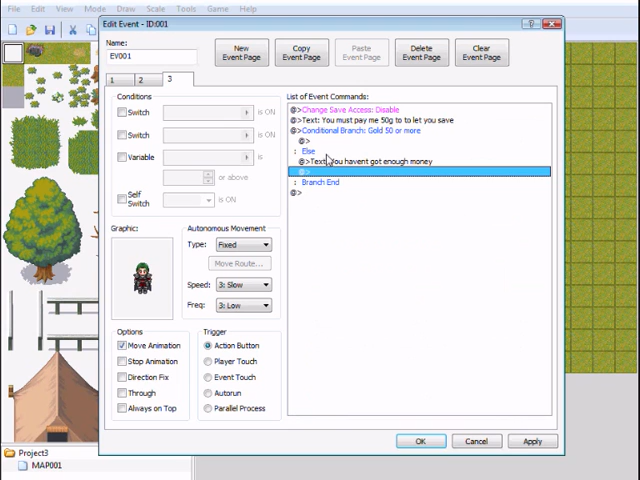 File Edit View Mode Draw Scale Tools Game Help
Edit Event - ID:001
Name:
EV001
New Event Page
Copy Event Page
Paste Event Page
Delete Event Page
Clear Event Page
1 2 3
Conditions
Switch is ON
Switch is ON
Variable is
or above
Self Switch is ON
Graphic:
Autonomous Movement
Type: Fixed
Move Route...
Speed: 3: Slow
Freq: 3: Low
Options
Move Animation
Stop Animation
Direction Fix
Through
Always on Top
Trigger
Action Button
Player Touch
Event Touch
Autorun
Parallel Process
List of Event Commands:
@>Change Save Access: Disable
@>Text: You must pay me 50g to to let you save
@>Conditional Branch: Gold 50 or more
@>
: Else
@>Text: You havent got enough money
@>
: Branch End
@>
OK Cancel Apply
Project3
MAP001